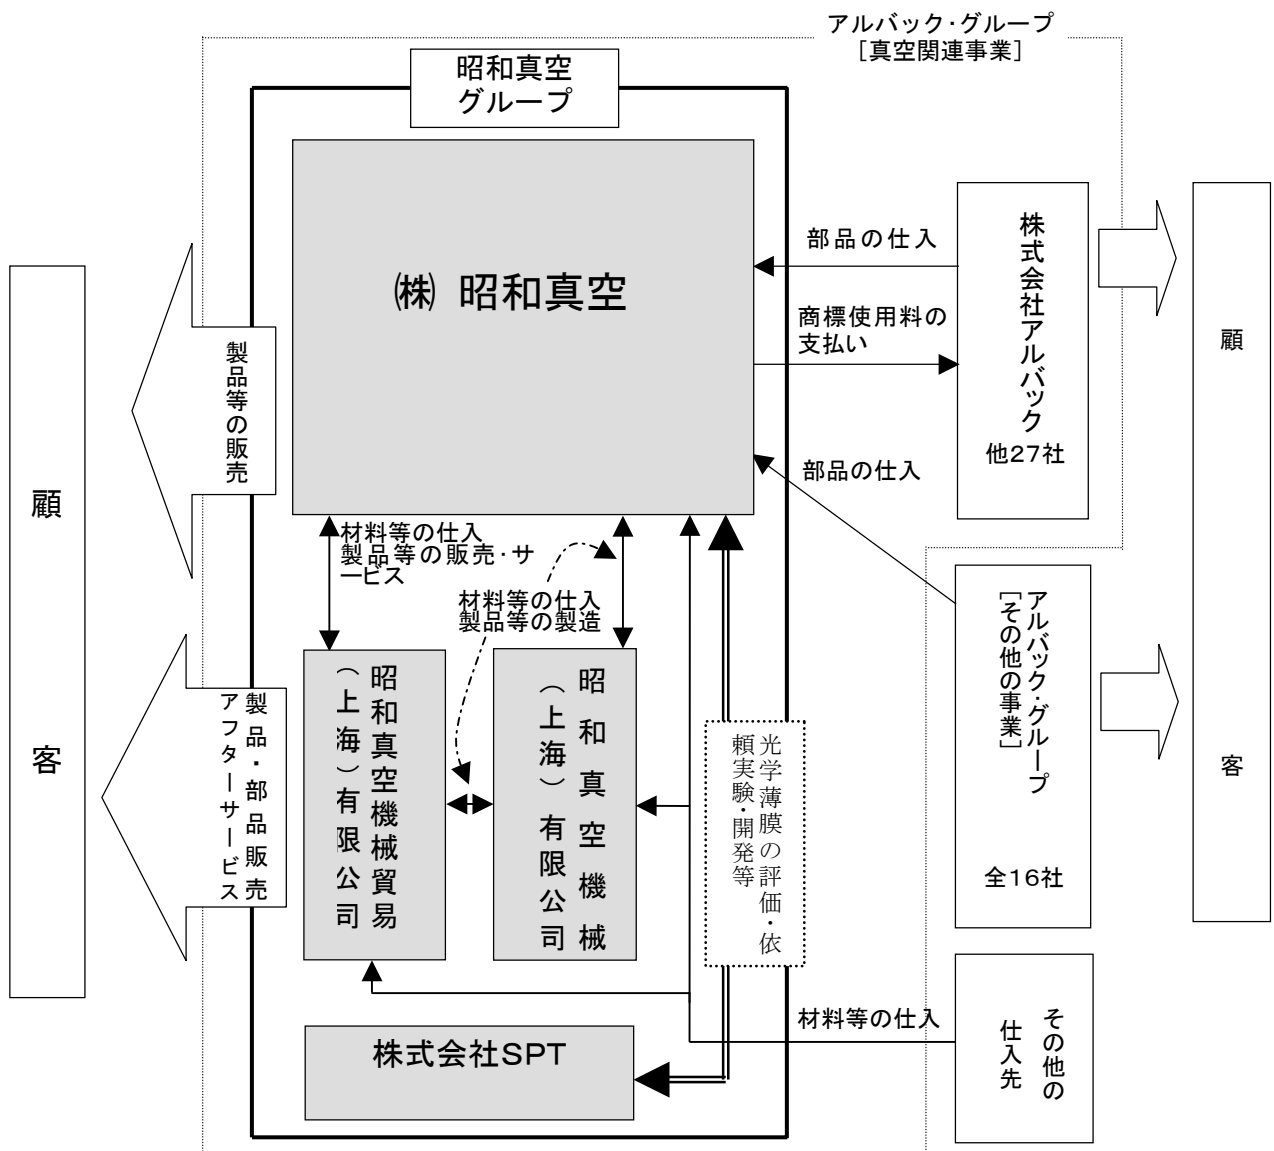 アルバック・グループ
［真空関連事業］
昭和真空
グループ
㈱ 昭和真空
部品の仕入
商標使用料の
支払い
株式会社アルバック
他27社
顧
客
製品等の販売
顧
客
部品の仕入
材料等の仕入
製品等の販売・サ
ービス
材料等の仕入
製品等の製造
アルバック・グループ
［その他の事業］
全16社
製品・部品販売
アフターサービス
昭和真空機械貿易
（上海）有限公司
昭和真空機械
（上海）有限公司
光学薄膜の評価・依
頼実験・開発等
材料等の仕入
その他の
仕入先
株式会社SPT